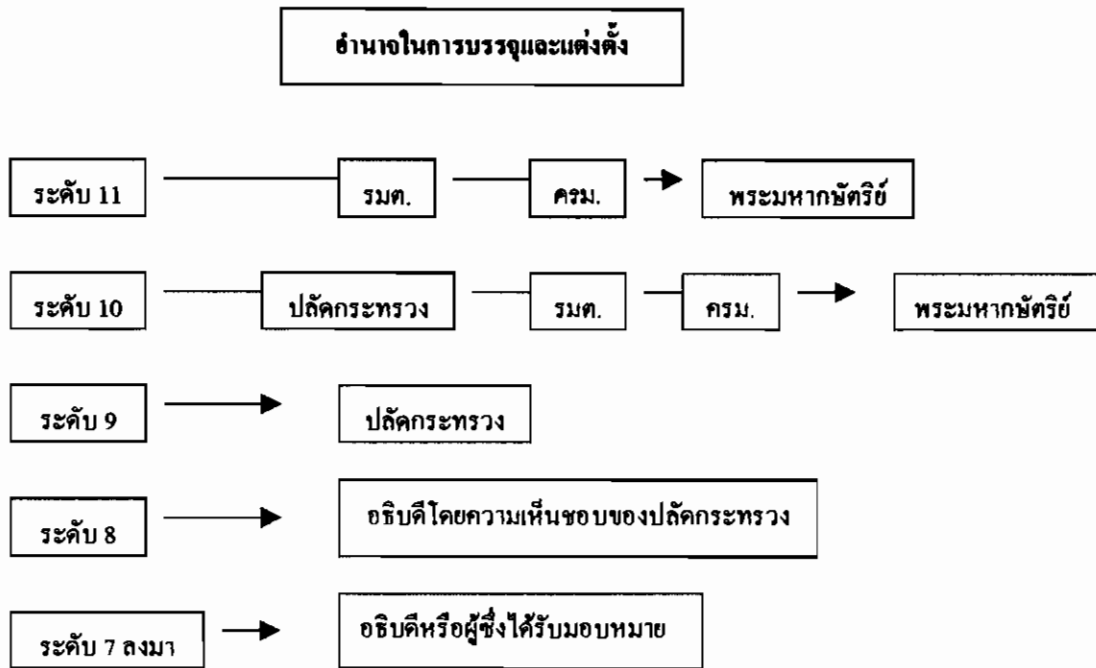 อำนาจในการบรรจุและแต่งตั้ง
ระดับ 11 รมต. ครม. พระมหากษัตริย์
ระดับ 10 ปลัดกระทรวง รมต. ครม. พระมหากษัตริย์
ระดับ 9 ปลัดกระทรวง
ระดับ 8 อธิบดีโดยความเห็นชอบของปลัดกระทรวง
ระดับ 7 ลงมา อธิบดีหรือผู้ซึ่งได้รับมอบหมาย